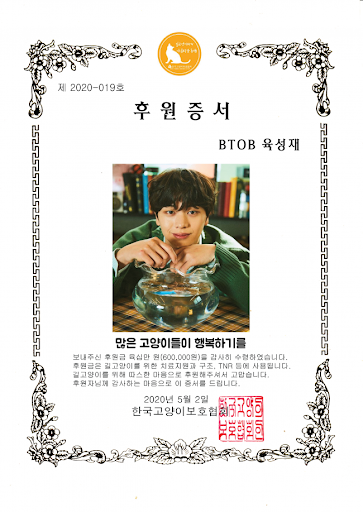 제 2020-019호
후 원 증 서
BTOB 육성재
많은 고양이들이 행복하기를
보내주신 후원금 육십만 원(600,000원)을 감사히 수령하였습니다.
후원금은 길고양이를 위한 치료지원과 구조, TNR 등에 사용됩니다.
길고양이를 위해 따스한 마음으로 후원해주셔서 고맙습니다.
후원자님께 감사하는 마음으로 이 증서를 드립니다.
2020년 5월 2일
한국고양이보호협회